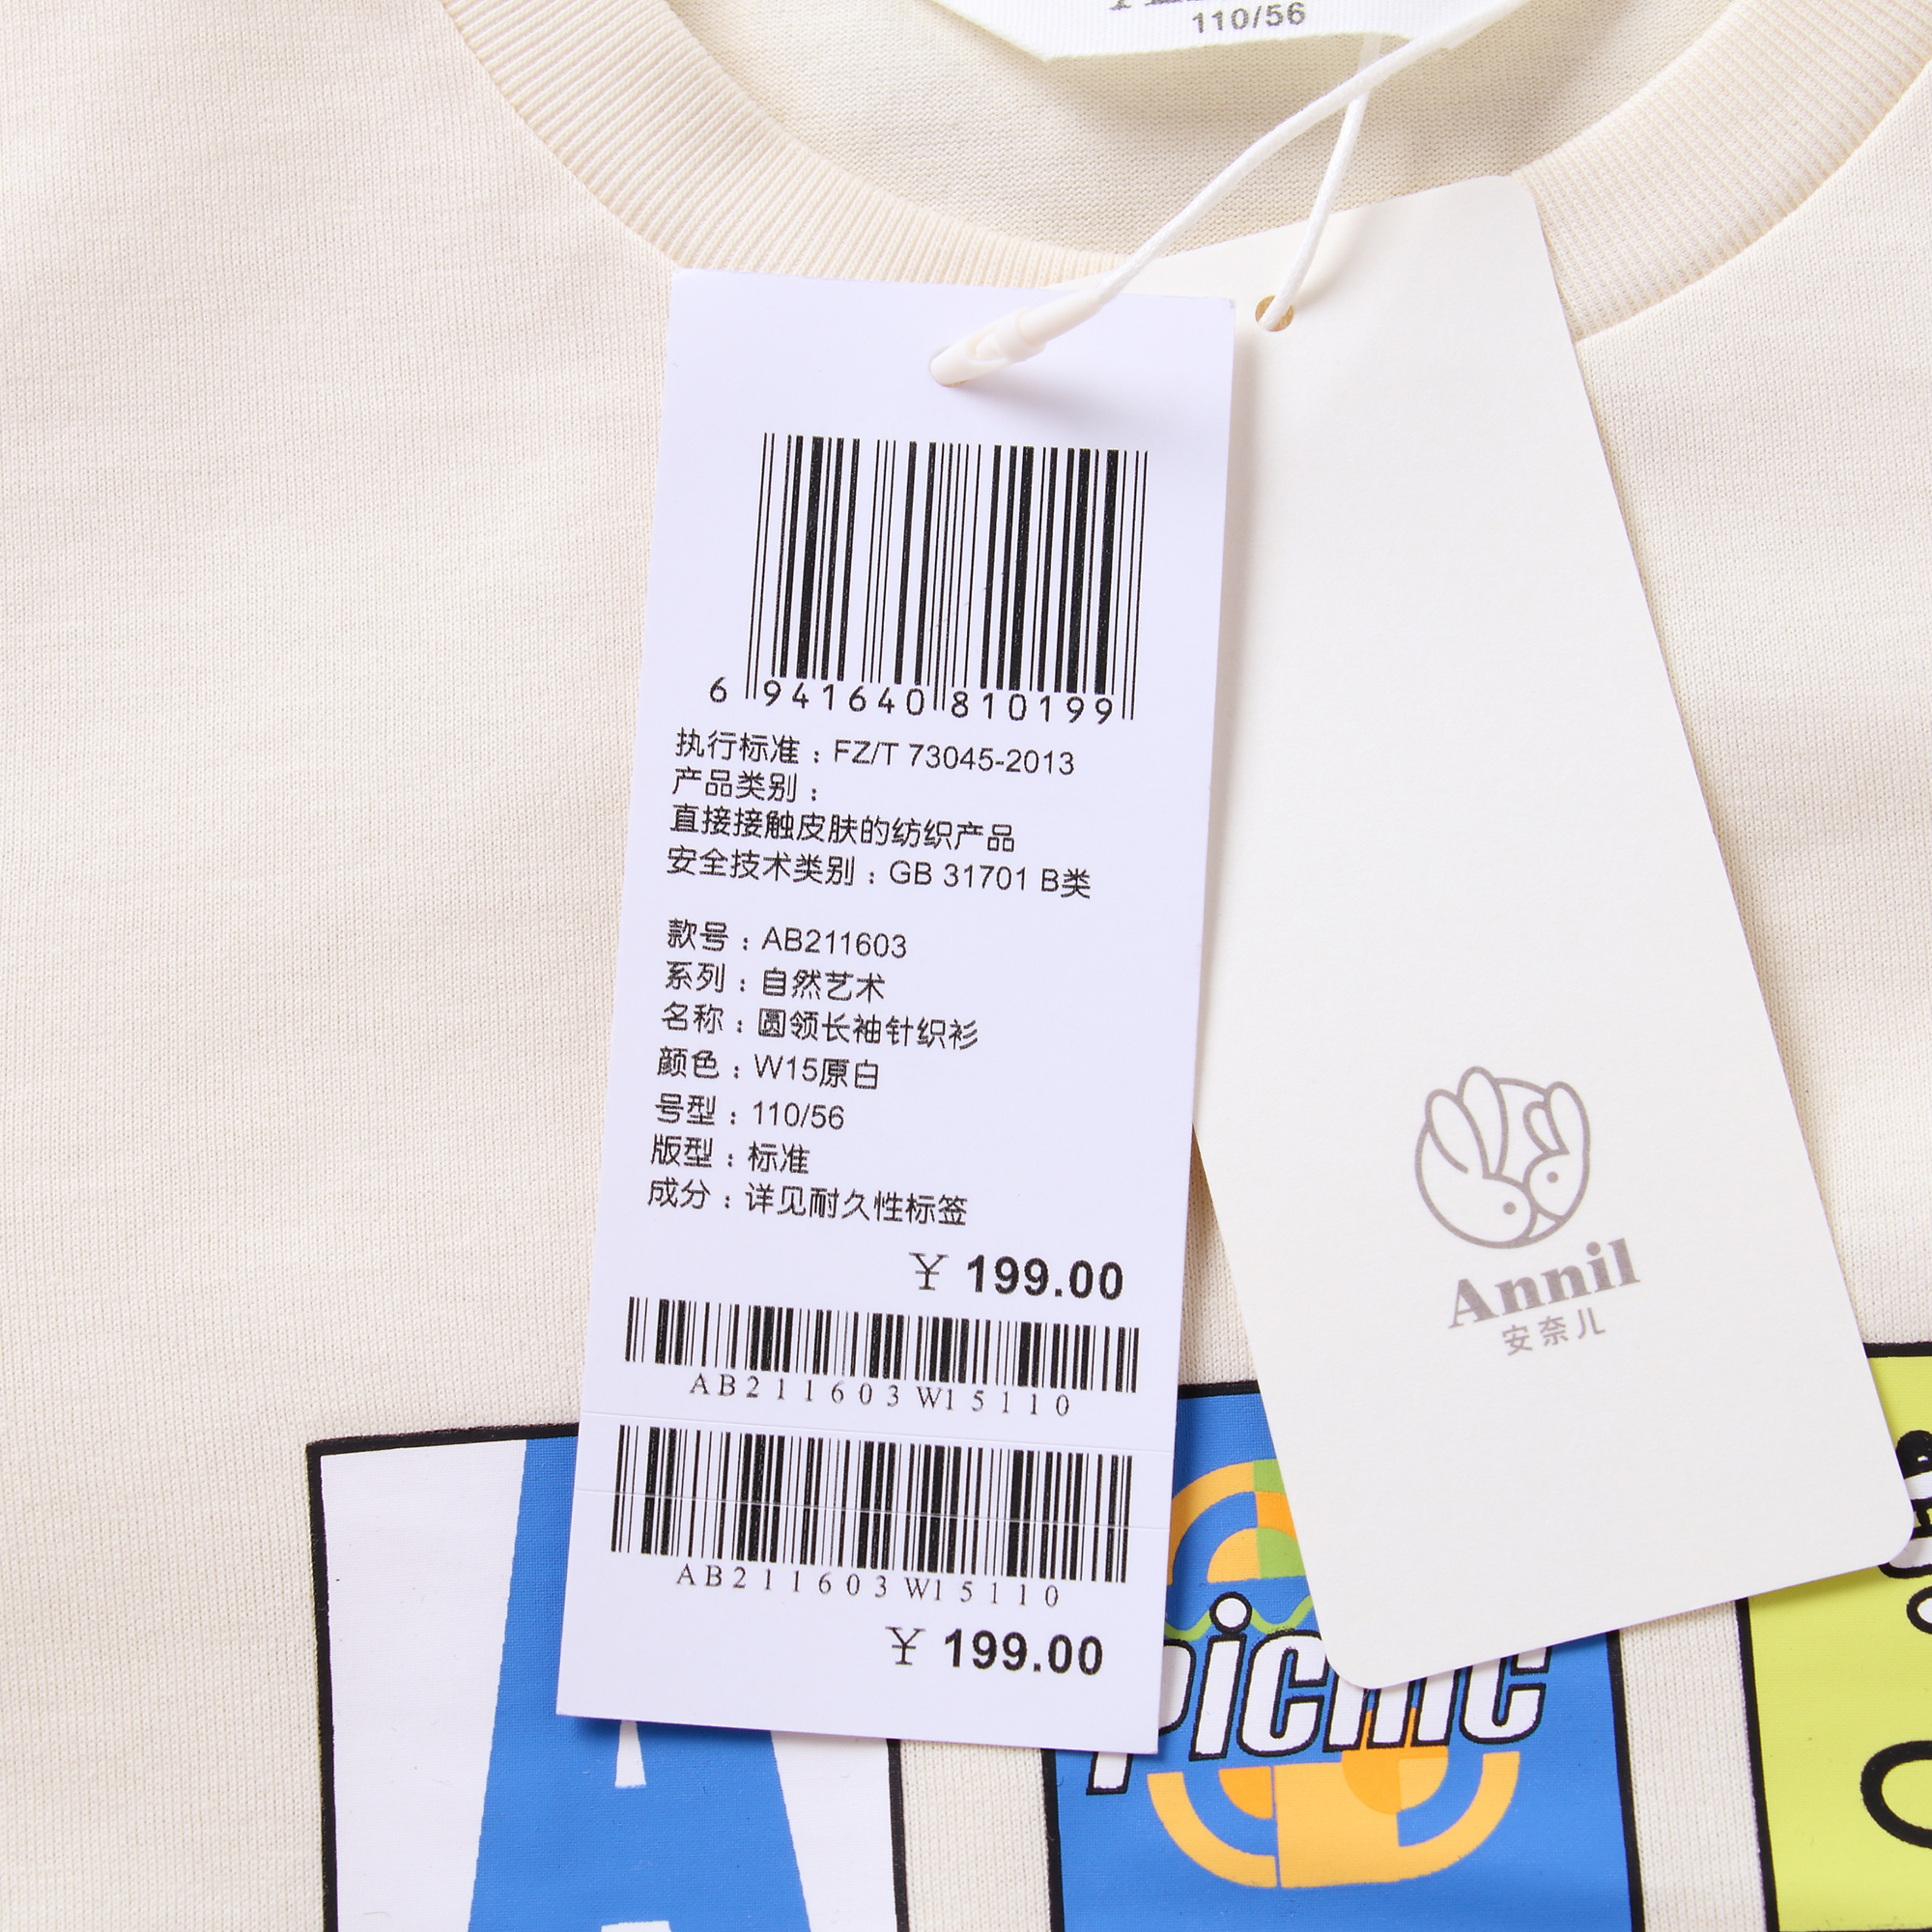 110/56
6 941640 810199
执行标准：FZ/T 73045-2013
产品类别：
直接接触皮肤的纺织产品
安全技术类别：GB 31701 B类
款号：AB211603
系列：自然艺术
名称：圆领长袖针织衫
颜色：W15原白
号型：110/56
版型：标准
成分：详见耐久性标签
¥ 199.00
AB211603W15110
AB211603W15110
¥ 199.00
Annil
安奈儿
A
picnic